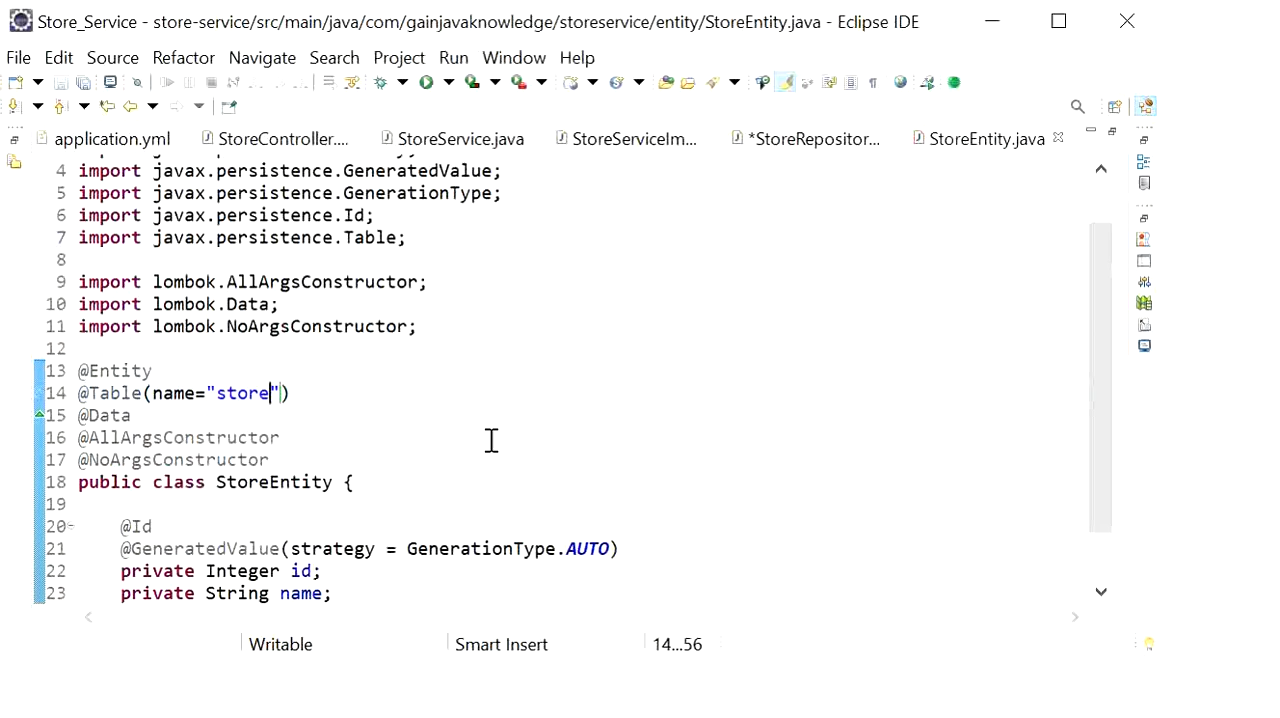 Store_Service - store-service/src/main/java/com/gainjavaknowledge/storeservice/entity/StoreEntity.java - Eclipse IDE
File Edit Source Refactor Navigate Search Project Run Window Help
application.yml StoreController.... StoreService.java StoreServiceIm... *StoreRepositor... StoreEntity.java
4 import javax.persistence.GeneratedValue;
5 import javax.persistence.GenerationType;
6 import javax.persistence.Id;
7 import javax.persistence.Table;
8
9 import lombok.AllArgsConstructor;
10 import lombok.Data;
11 import lombok.NoArgsConstructor;
12
13 @Entity
14 @Table(name="store")
15 @Data
16 @AllArgsConstructor
17 @NoArgsConstructor
18 public class StoreEntity {
19
20 @Id
21 @GeneratedValue(strategy = GenerationType.AUTO)
22 private Integer id;
23 private String name;
Writable Smart Insert 14...56